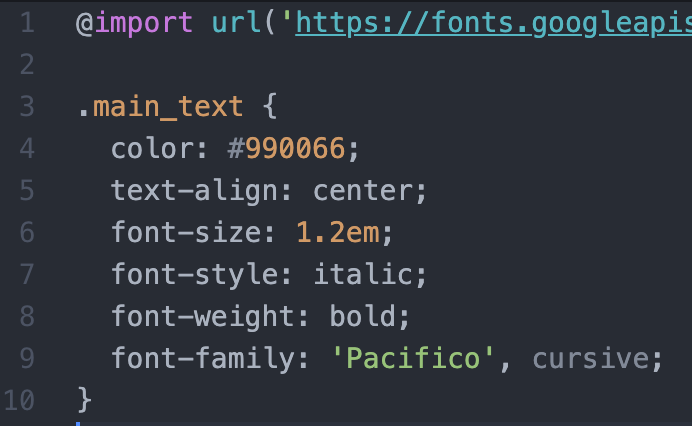 1 @import url('https://fonts.googleapis
2
3 .main_text {
4 color: #990066;
5 text-align: center;
6 font-size: 1.2em;
7 font-style: italic;
8 font-weight: bold;
9 font-family: 'Pacifico', cursive;
10 }